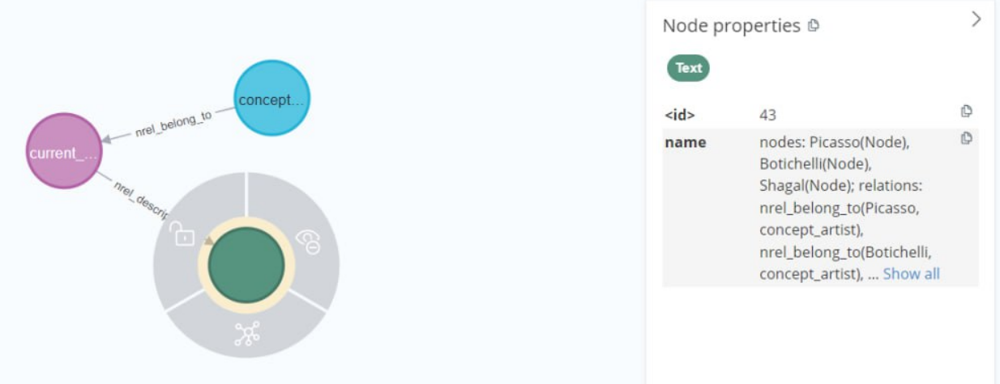 concept...
nrel_belong_to
current_...
nrel_descrip
Node properties
Text
<id> 43
name nodes: Picasso(Node),
Botichelli(Node),
Shagal(Node); relations:
nrel_belong_to(Picasso,
concept_artist),
nrel_belong_to(Botichelli,
concept_artist), ... Show all